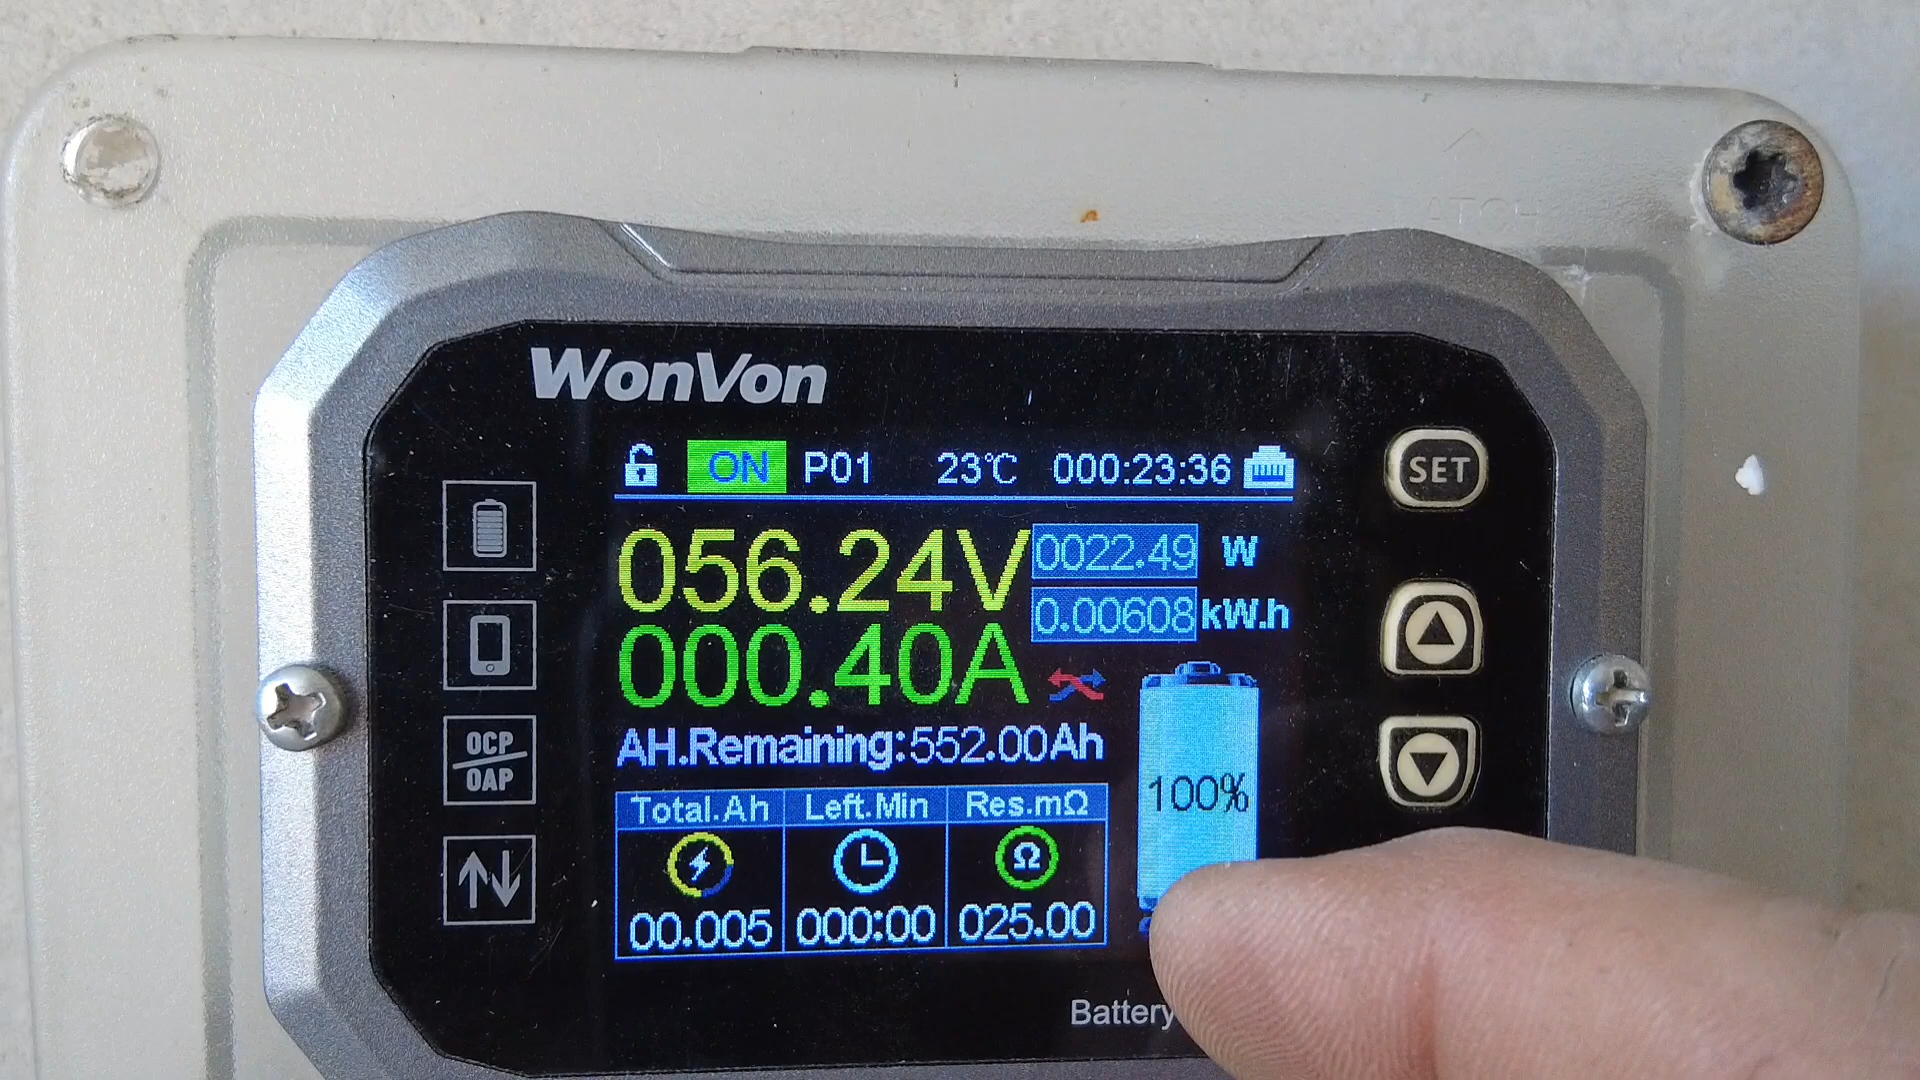 WonVon
ON P01 23℃ 000:23:36
SET
056.24V 0022.49 W
0.00608 kW.h
000.40A
AH.Remaining:552.00Ah
OCP
OAP
100%
Total.Ah Left.Min Res.mΩ
Ω
00.005 000:00 025.00
Battery